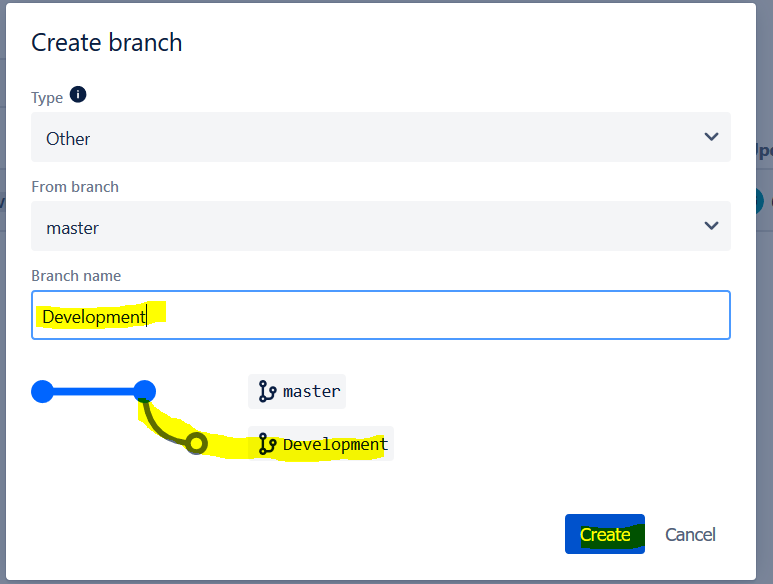 Create branch
Type
Other
From branch
master
Branch name
Development
master
Development
Create Cancel